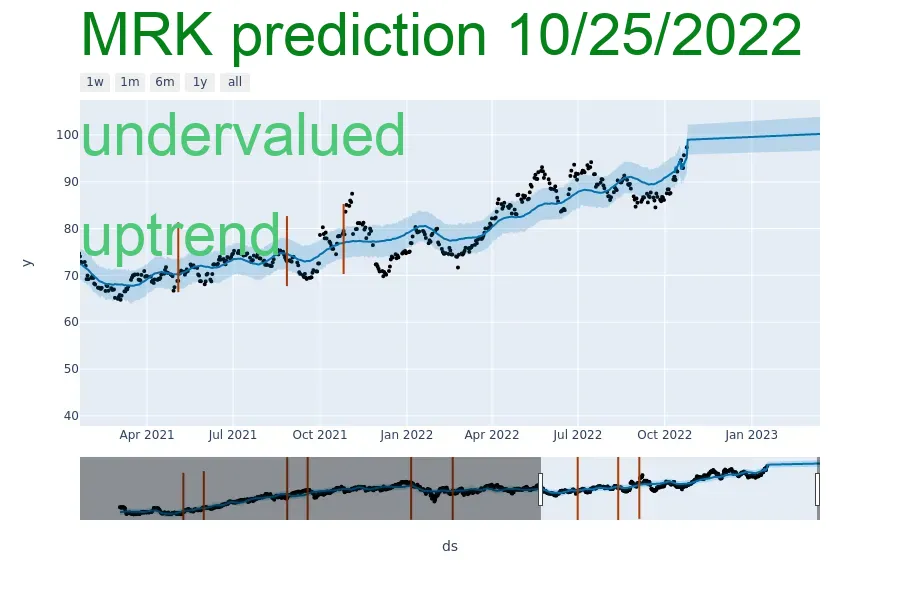 MRK prediction 10/25/2022
1w 1m 6m 1y all
undervalued
uptrend
100
90
80
70
60
50
40
y
Apr 2021 Jul 2021 Oct 2021 Jan 2022 Apr 2022 Jul 2022 Oct 2022 Jan 2023
ds